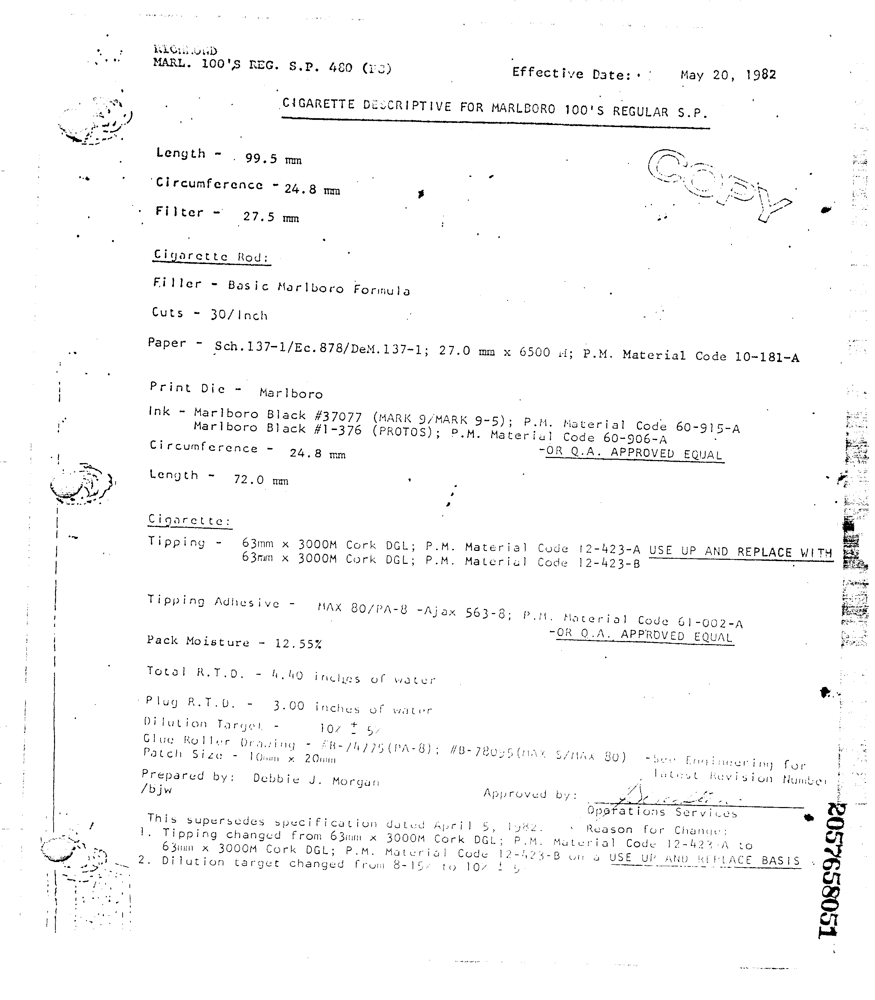 RICHMOND
MARL. 100'S REG. S.P. 480 (FC)
Effective Date: May 20, 1982
CIGARETTE DESCRIPTIVE FOR MARLBORO 100'S REGULAR S.P.
COPY
Length - 99.5 mm
Circumference - 24.8 mm
Filter - 27.5 mm
Cigarette Rod:
Filler - Basic Marlboro Formula
Cuts - 30/Inch
Paper - Sch.137-1/Ec.878/DeM.137-1; 27.0 mm x 6500 M; P.M. Material Code 10-181-A
Print Die - Marlboro
Ink - Marlboro Black #37077 (MARK 9/MARK 9-5); P.M. Material Code 60-915-A
Marlboro Black #1-376 (PROTOS); P.M. Material Code 60-906-A
-OR Q.A. APPROVED EQUAL
Circumference - 24.8 mm
Length - 72.0 mm
Cigarette:
Tipping - 63mm x 3000M Cork DGL; P.M. Material Code 12-423-A USE UP AND REPLACE WITH
63mm x 3000M Cork DGL; P.M. Material Code 12-423-B
Tipping Adhesive - MAX 80/PA-8 -Ajax 563-8; P.M. Material Code 61-002-A
-OR Q.A. APPROVED EQUAL
Pack Moisture - 12.55%
Total R.T.D. - 4.40 inches of water
Plug R.T.D. - 3.00 inches of water
Dilution Target - 10% ± 5%
Glue Roller Drawing - #B-74775(PA-8); (MAX S/MAX 80) -See Engineering for
Latest Revision Number
Patch Size - 10mm x 20mm
Prepared by: Debbie J. Morgan
/bjw
Approved by:
Operations Services
This supersedes specification dated April 5, 1982. Reason for Change:
1. Tipping changed from 63mm x 3000M Cork DGL; P.M. Material Code 12-423-A to
63mm x 3000M Cork DGL; P.M. Material Code 12-423-B on a USE UP AND REPLACE BASIS
2. Dilution target changed from 8-15% to 10% ± 5
2057658051